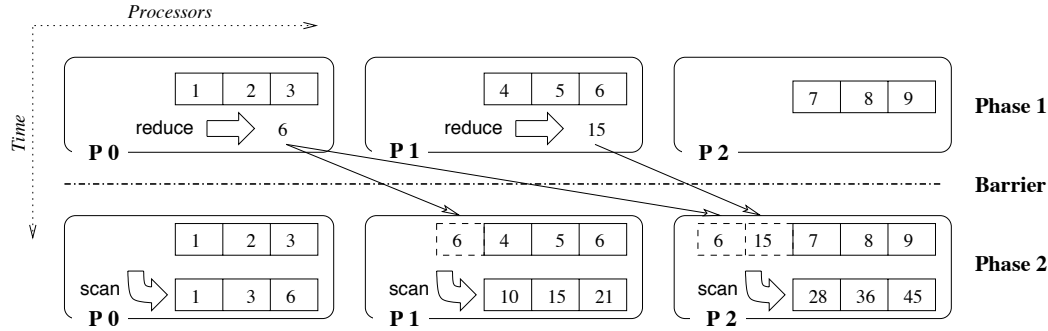 Processors
Time
1 2 3
4 5 6
7 8 9
Phase 1
reduce 6
reduce 15
P 0
P 1
P 2
Barrier
1 2 3
6 4 5 6
6 15 7 8 9
Phase 2
scan 1 3 6
scan 10 15 21
scan 28 36 45
P 0
P 1
P 2